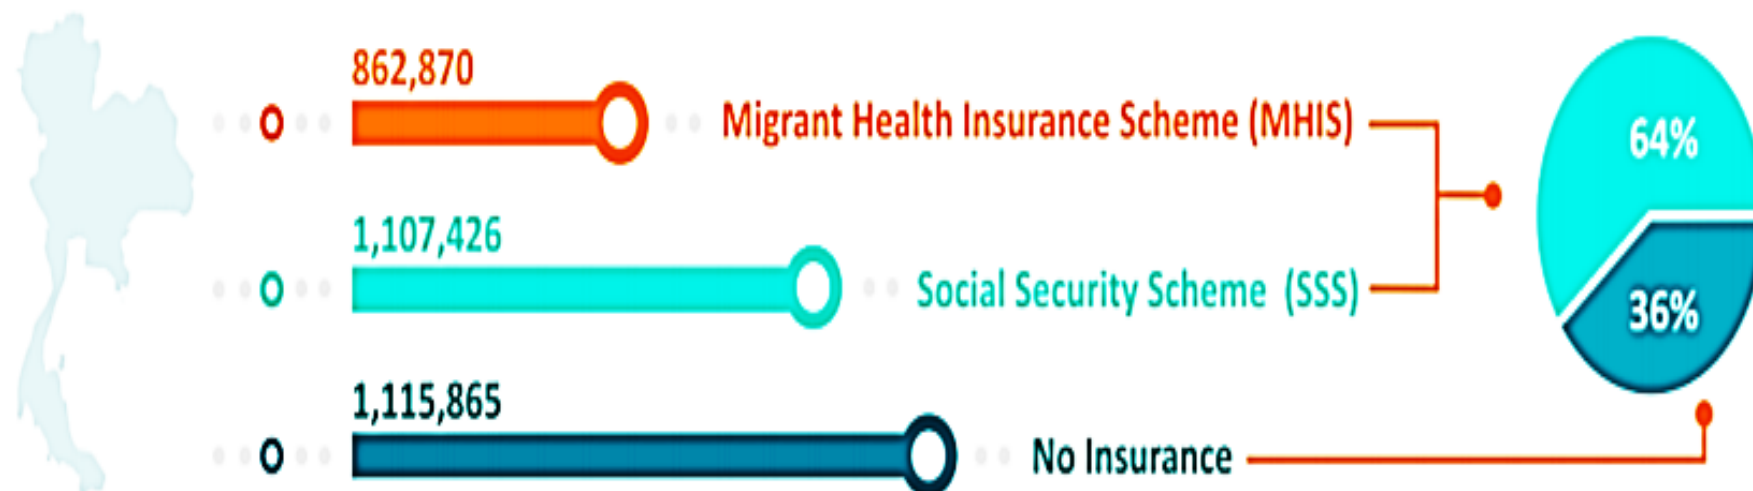 862,870
Migrant Health Insurance Scheme (MHIS)
64%
1,107,426
Social Security Scheme (SSS)
36%
1,115,865
No Insurance